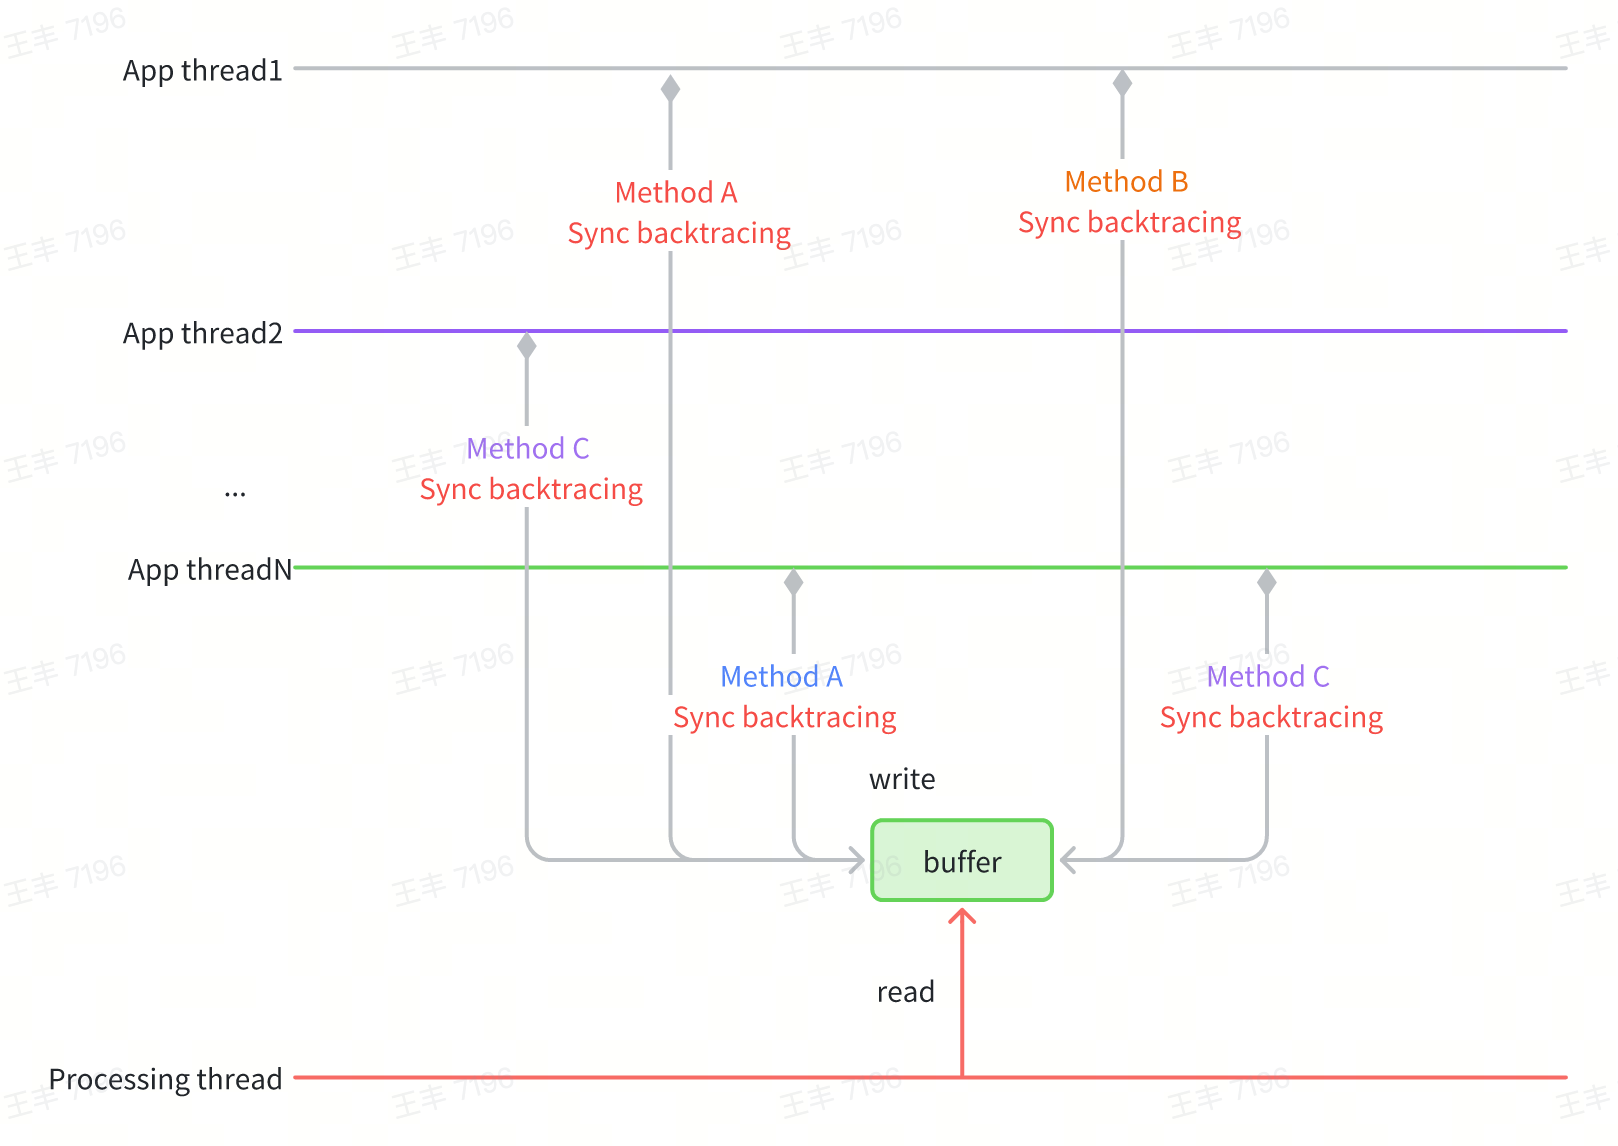 App thread1
Method A
Sync backtracing
Method B
Sync backtracing
App thread2
Method C
Sync backtracing
...
App threadN
Method A
Sync backtracing
Method C
Sync backtracing
write
buffer
read
Processing thread
王丰 7196